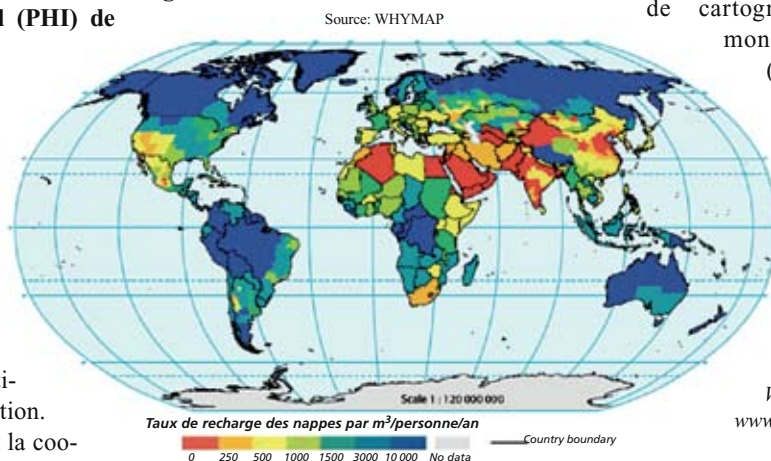 l (PHI) de
Source: WHYMAP
de cartogr
mon
(
ti-
tion.
la coo-
Scale 1 : 120 000 000
Taux de recharge des nappes par m³/personne/an
0 250 500 1000 1500 3000 10 000 No data
Country boundary
www